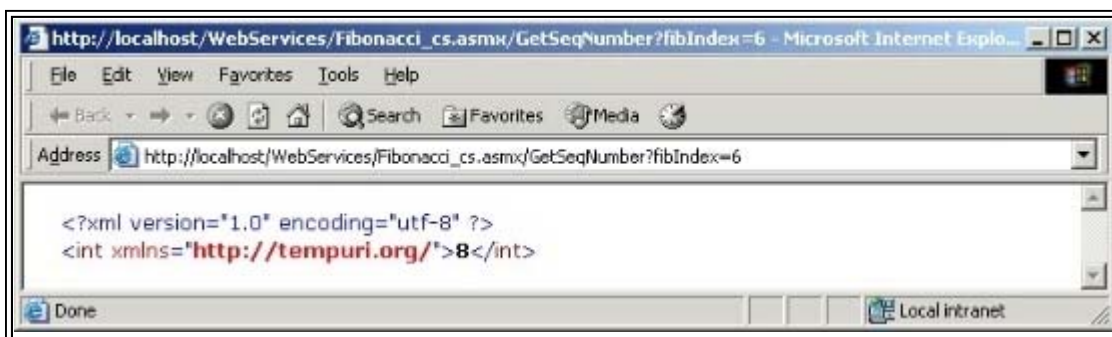 http://localhost/WebServices/Fibonacci_cs.asmx/GetSeqNumber?fibIndex=6 - Microsoft Internet Explo...
File Edit View Favorites Tools Help
Back Search Favorites Media
Address http://localhost/WebServices/Fibonacci_cs.asmx/GetSeqNumber?fibIndex=6
<?xml version="1.0" encoding="utf-8" ?>
<int xmlns="http://tempuri.org/">8</int>
Done Local intranet